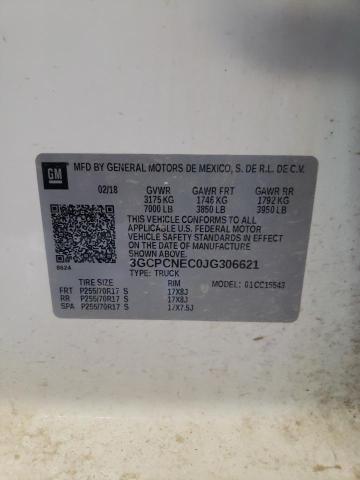 GM
MFD BY GENERAL MOTORS DE MEXICO, S. DE R.L. DE C.V.
02/18 GVWR GAWR FRT GAWR RR
3175 KG 1746 KG 1792 KG
7000 LB 3850 LB 3950 LB
THIS VEHICLE CONFORMS TO ALL
APPLICABLE U.S. FEDERAL MOTOR
VEHICLE SAFETY STANDARDS IN
EFFECT ON THE DATE OF MANUFACTURE
SHOWN ABOVE.
8624
3GCPCNEC0JG306621
TYPE: TRUCK
TIRE SIZE RIM MODEL: 01CC15543
FRT P255/70R17 S 17X8J
RR P255/70R17 S 17X8J
SPA P255/70R17 S 17X7.5J